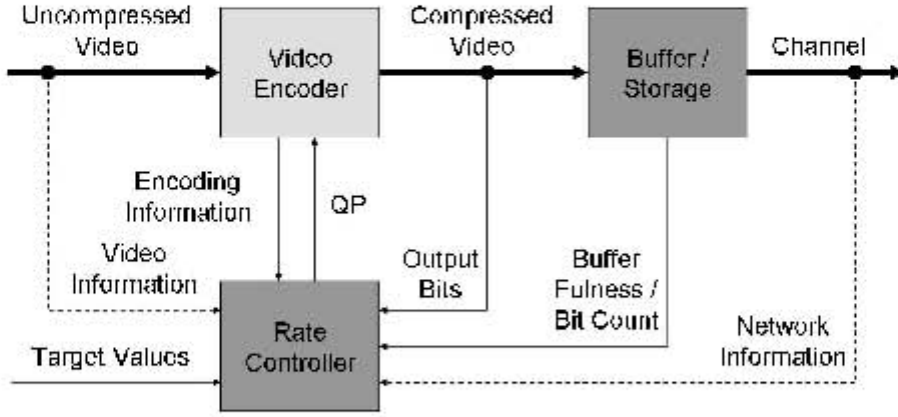 Uncompressed
Video
Compressed
Video
Channel
Video
Encoder
Buffer /
Storage
Encoding
Information
QP
Video
Information
Output
Bits
Buffer
Fulness /
Bit Count
Network
Information
Target Values
Rate
Controller